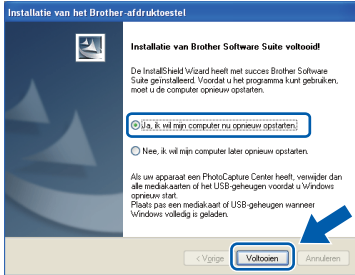 Installatie van het Brother-afdruktoestel
Installatie van Brother Software Suite voltooid!
De InstallShield Wizard heeft met succes Brother Software
Suite geïnstalleerd. Voordat u het programma kunt gebruiken,
moet u de computer opnieuw opstarten.
Ja, ik wil mijn computer nu opnieuw opstarten.
Nee, ik wil mijn computer later opnieuw opstarten.
Als uw apparaat een PhotoCapture Center heeft, verwijder dan
alle mediakaarten of het USB-geheugen voordat u Windows
opnieuw start.
Plaats pas een mediakaart of USB-geheugen wanneer
Windows volledig is geladen.
< Vorige
Voltooien
Annuleren